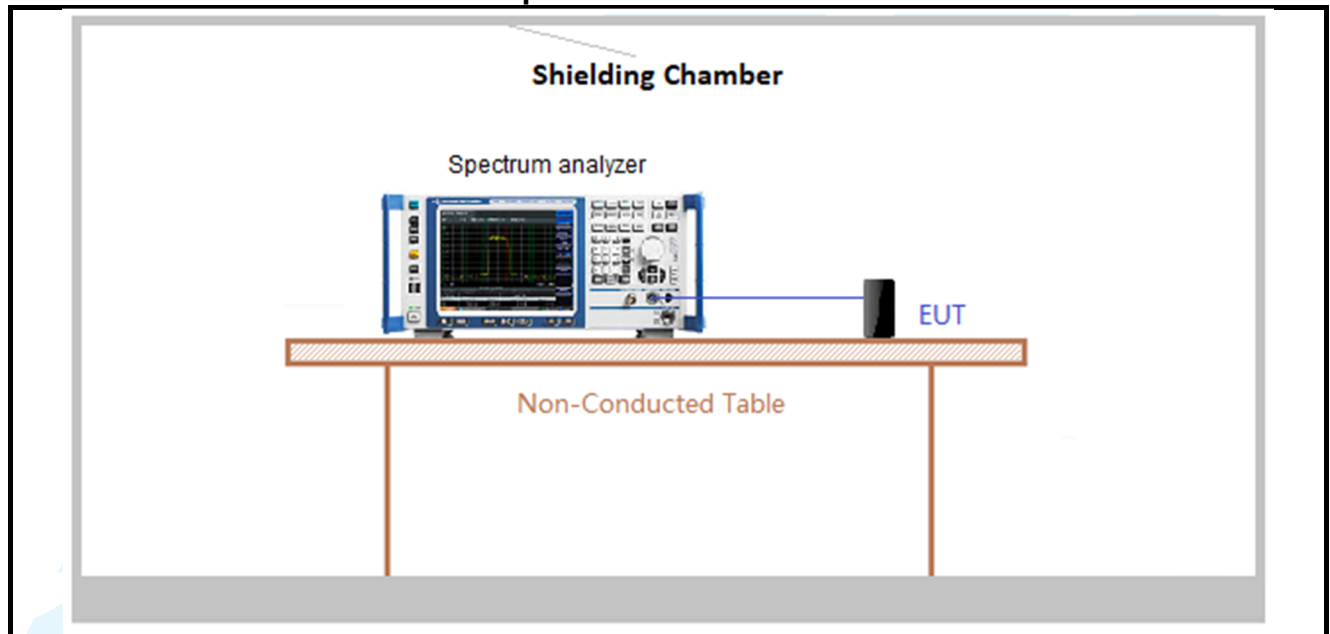 Shielding Chamber
Spectrum analyzer
EUT
Non-Conducted Table